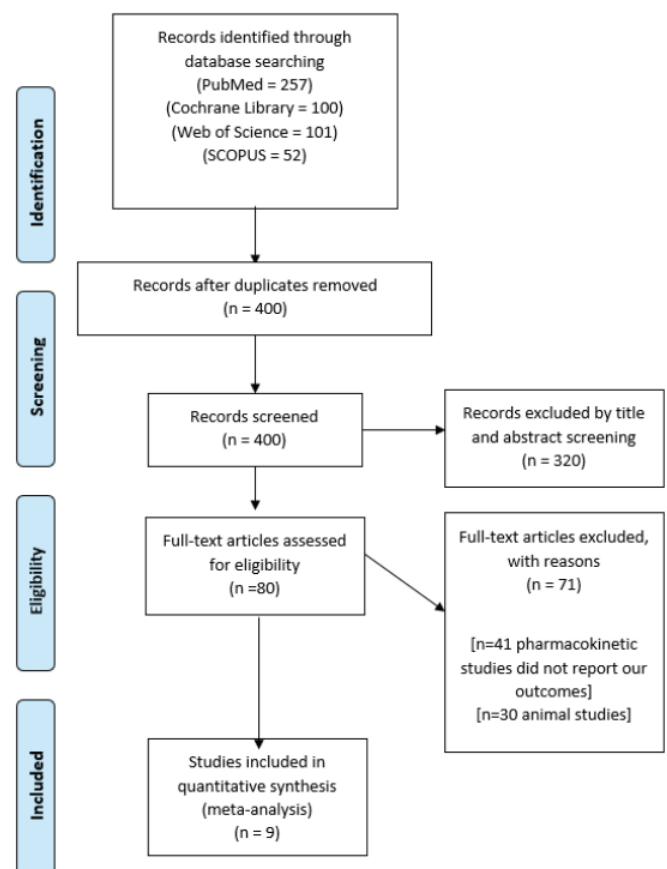 Identification
Records identified through
database searching
(PubMed = 257)
(Cochrane Library = 100)
(Web of Science = 101)
(SCOPUS = 52)
Records after duplicates removed
(n = 400)
Screening
Records screened
(n = 400)
Records excluded by title
and abstract screening
(n = 320)
Eligibility
Full-text articles assessed
for eligibility
(n =80)
Full-text articles excluded,
with reasons
(n = 71)
[n=41 pharmacokinetic
studies did not report our
outcomes]
[n=30 animal studies]
Included
Studies included in
quantitative synthesis
(meta-analysis)
(n = 9)